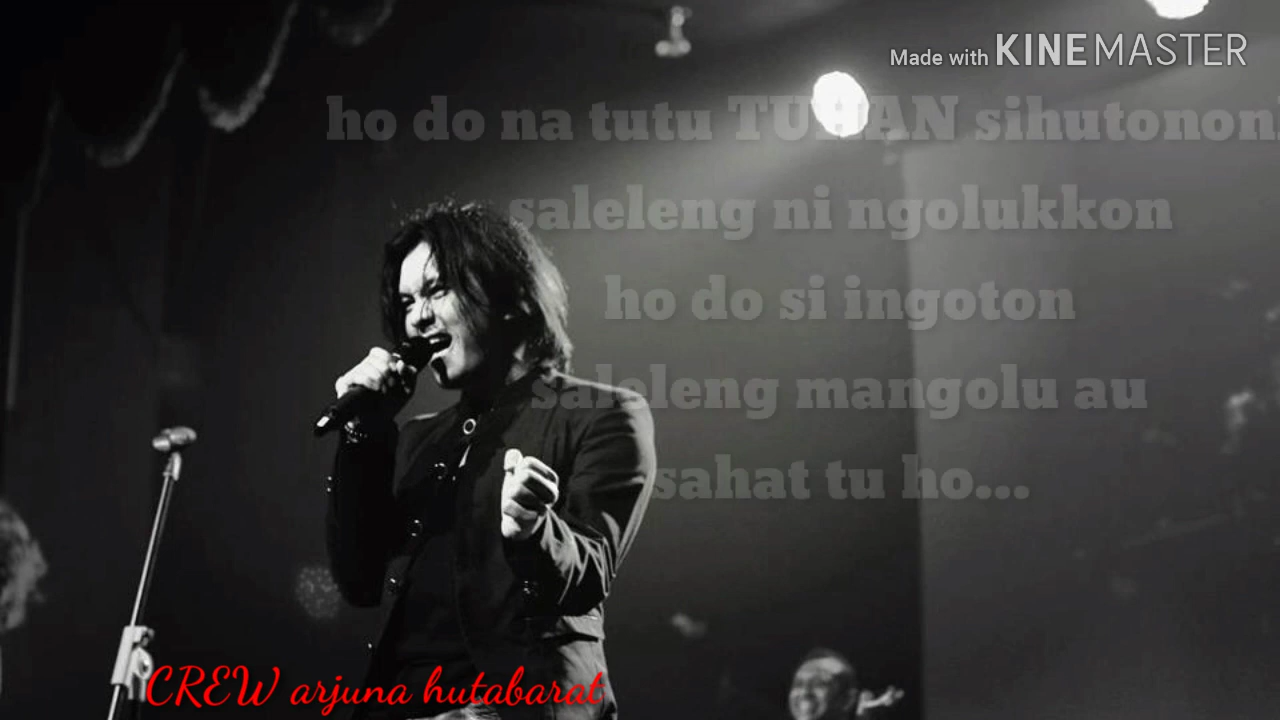 Made with KINEMASTER
ho do na tutu TUHAN sihutonon
saleleng ni ngolukkon
ho do si ingoton
saleleng mangolu au
sahat tu ho...
CREW arjuna hutabarat